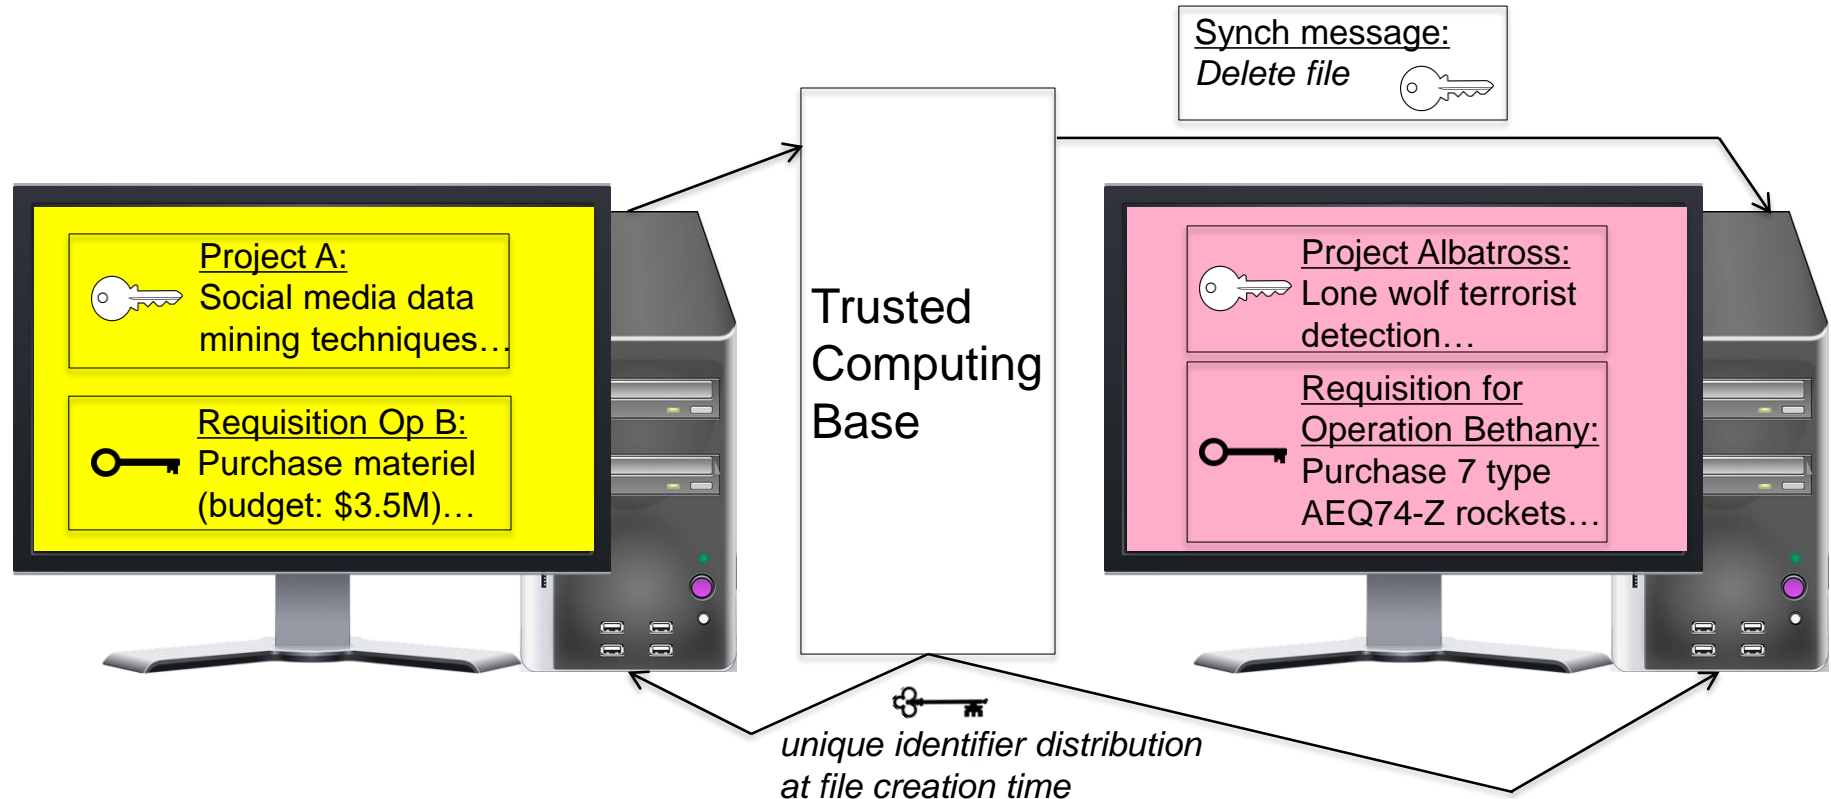 Synch message:
Delete file
Project A:
Social media data
mining techniques…
Requisition Op B:
Purchase materiel
(budget: $3.5M)…
Trusted
Computing
Base
Project Albatross:
Lone wolf terrorist
detection…
Requisition for
Operation Bethany:
Purchase 7 type
AEQ74-Z rockets…
unique identifier distribution
at file creation time